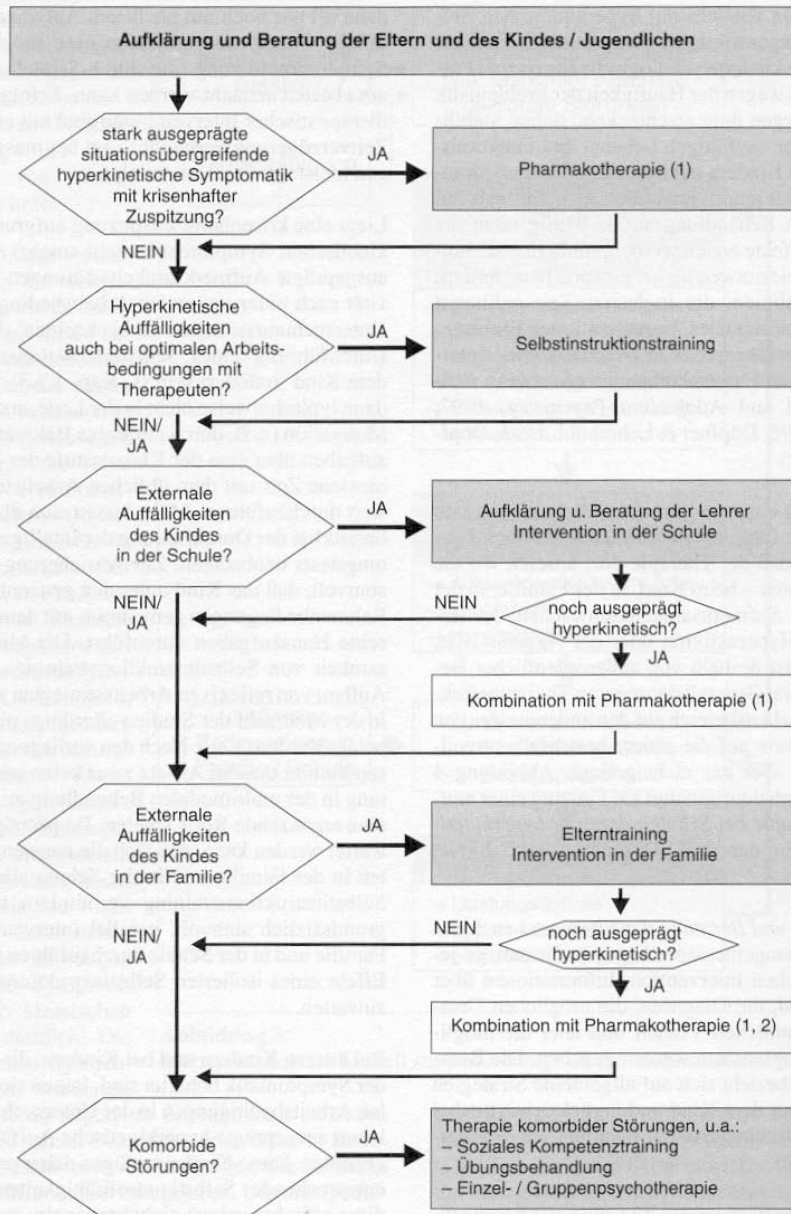 Aufklärung und Beratung der Eltern und des Kindes / Jugendlichen
stark ausgeprägte
situationsübergreifende
hyperkinetische Symptomatik
mit krisenhafter
Zuspitzung?
JA
Pharmakotherapie (1)
NEIN
Hyperkinetische
Auffälligkeiten
auch bei optimalen Arbeits-
bedingungen mit
Therapeut?
JA
Selbstinstruktionstraining
NEIN/
JA
Externale
Auffälligkeiten
des Kindes
in der Schule?
JA
Aufklärung u. Beratung der Lehrer
Intervention in der Schule
NEIN/
JA
NEIN
noch ausgeprägt
hyperkinetisch?
JA
Kombination mit Pharmakotherapie (1)
Externale
Auffälligkeiten
des Kindes
in der Familie?
JA
Elterntraining
Intervention in der Familie
NEIN/
JA
NEIN
noch ausgeprägt
hyperkinetisch?
JA
Kombination mit Pharmakotherapie (1, 2)
Komorbide
Störungen?
JA
Therapie komorbider Störungen, u.a.:
– Soziales Kompetenztraining
– Übungsbehandlung
– Einzel- / Gruppenpsychotherapie